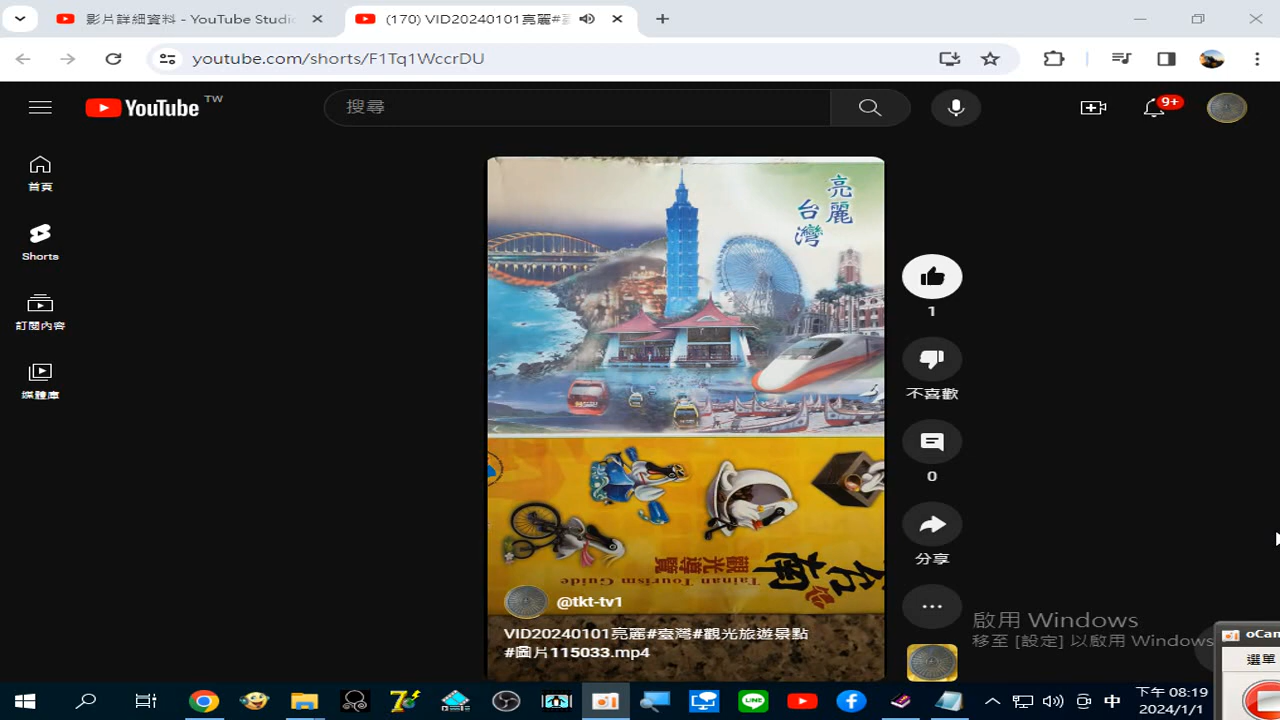 影片詳細資料 - YouTube Studio
(170) VID20240101亮麗#臺
youtube.com/shorts/F1Tq1WccrDU
YouTube TW
搜尋
9+
首頁
Shorts
訂閱內容
媒體庫
亮麗
台灣
1
不喜歡
0
分享
台南
觀光導覽
Tainan Tourism Guide
@tkt-tv1
VID20240101亮麗#臺灣#觀光旅遊景點
#圖片115033.mp4
啟用 Windows
移至 [設定] 以啟用 Windows
oCam
選單
LINE
中
下午 08:19
2024/1/1